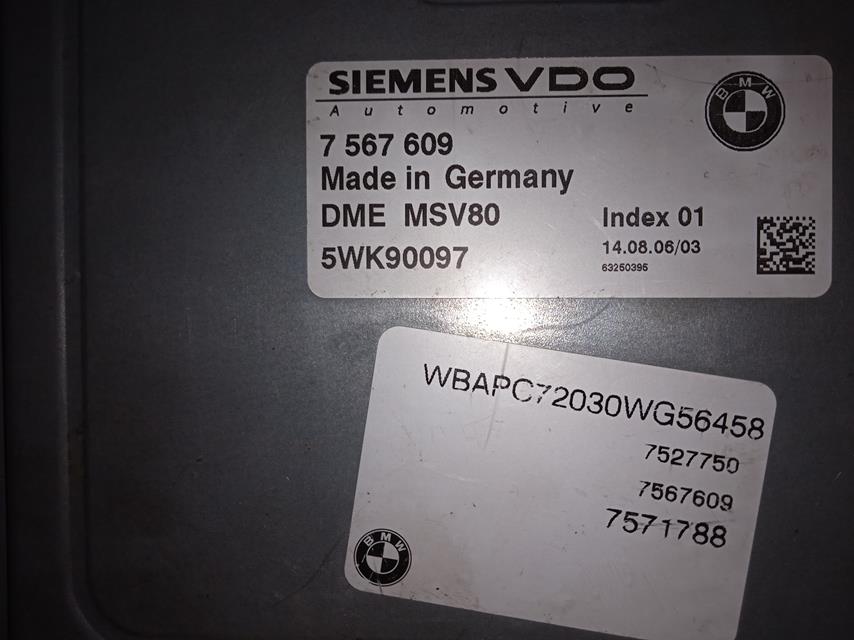 SIEMENS VDO
Automotive
BMW
7 567 609
Made in Germany
DME MSV80
Index 01
5WK90097
14.08.06/03
63250395
WBAPC72030WG56458
7527750
7567609
7571788
BMW